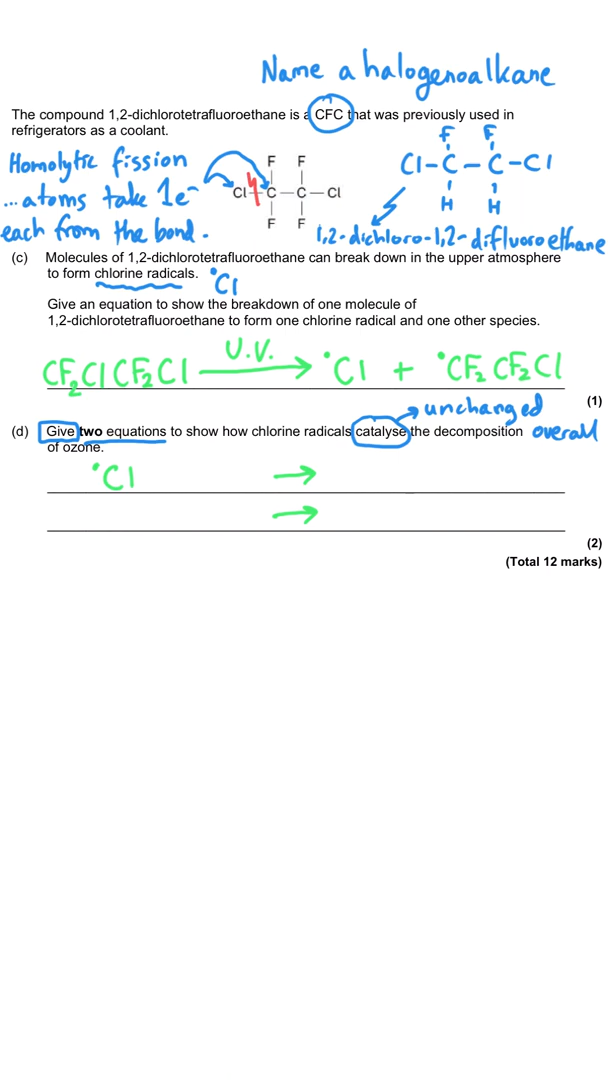 Name a halogenoalkane
The compound 1,2-dichlorotetrafluoroethane is a CFC that was previously used in
refrigerators as a coolant.
Homolytic fission
...atoms take 1e⁻
each from the bond.
F F
Cl C C Cl
F F
F F
Cl-C-C-Cl
H H
1,2-dichloro-1,2-difluoroethane
(c) Molecules of 1,2-dichlorotetrafluoroethane can break down in the upper atmosphere
to form chlorine radicals. •Cl
Give an equation to show the breakdown of one molecule of
1,2-dichlorotetrafluoroethane to form one chlorine radical and one other species.
U.V.
CF₂ClCF₂Cl → •Cl + •CF₂CF₂Cl
(1)
unchanged
overall
(d) Give two equations to show how chlorine radicals catalyse the decomposition
of ozone.
•Cl →
→
(2)
(Total 12 marks)